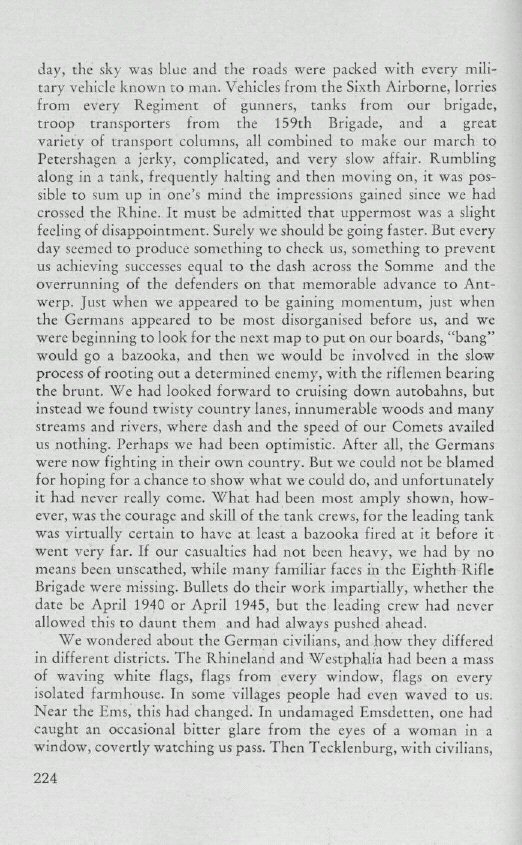 day, the sky was blue and the roads were packed with every mili-
tary vehicle known to man. Vehicles from the Sixth Airborne, lorries
from every Regiment of gunners, tanks from our brigade,
troop transporters from the 159th Brigade, and a great
variety of transport columns, all combined to make our march to
Petershagen a jerky, complicated, and very slow affair. Rumbling
along in a tank, frequently halting and then moving on, it was pos-
sible to sum up in one's mind the impressions gained since we had
crossed the Rhine. It must be admitted that uppermost was a slight
feeling of disappointment. Surely we should be going faster. But every
day seemed to produce something to check us, something to prevent
us achieving successes equal to the dash across the Somme and the
overrunning of the defenders on that memorable advance to Ant-
werp. Just when we appeared to be gaining momentum, just when
the Germans appeared to be most disorganised before us, and we
were beginning to look for the next map to put on our boards, “bang”
would go a bazooka, and then we would be involved in the slow
process of rooting out a determined enemy, with the riflemen bearing
the brunt. We had looked forward to cruising down autobahns, but
instead we found twisty country lanes, innumerable woods and many
streams and rivers, where dash and the speed of our Comets availed
us nothing. Perhaps we had been optimistic. After all, the Germans
were now fighting in their own country. But we could not be blamed
for hoping for a chance to show what we could do, and unfortunately
it had never really come. What had been most amply shown, how-
ever, was the courage and skill of the tank crews, for the leading tank
was virtually certain to have at least a bazooka fired at it before it
went very far. If our casualties had not been heavy, we had by no
means been unscathed, while many familiar faces in the Eighth Rifle
Brigade were missing. Bullets do their work impartially, whether the
date be April 1940 or April 1945, but the leading crew had never
allowed this to daunt them and had always pushed ahead.
We wondered about the German civilians, and how they differed
in different districts. The Rhineland and Westphalia had been a mass
of waving white flags, flags from every window, flags on every
isolated farmhouse. In some villages people had even waved to us.
Near the Ems, this had changed. In undamaged Emsdetten, one had
caught an occasional bitter glare from the eyes of a woman in a
window, covertly watching us pass. Then Tecklenburg, with civilians,
224